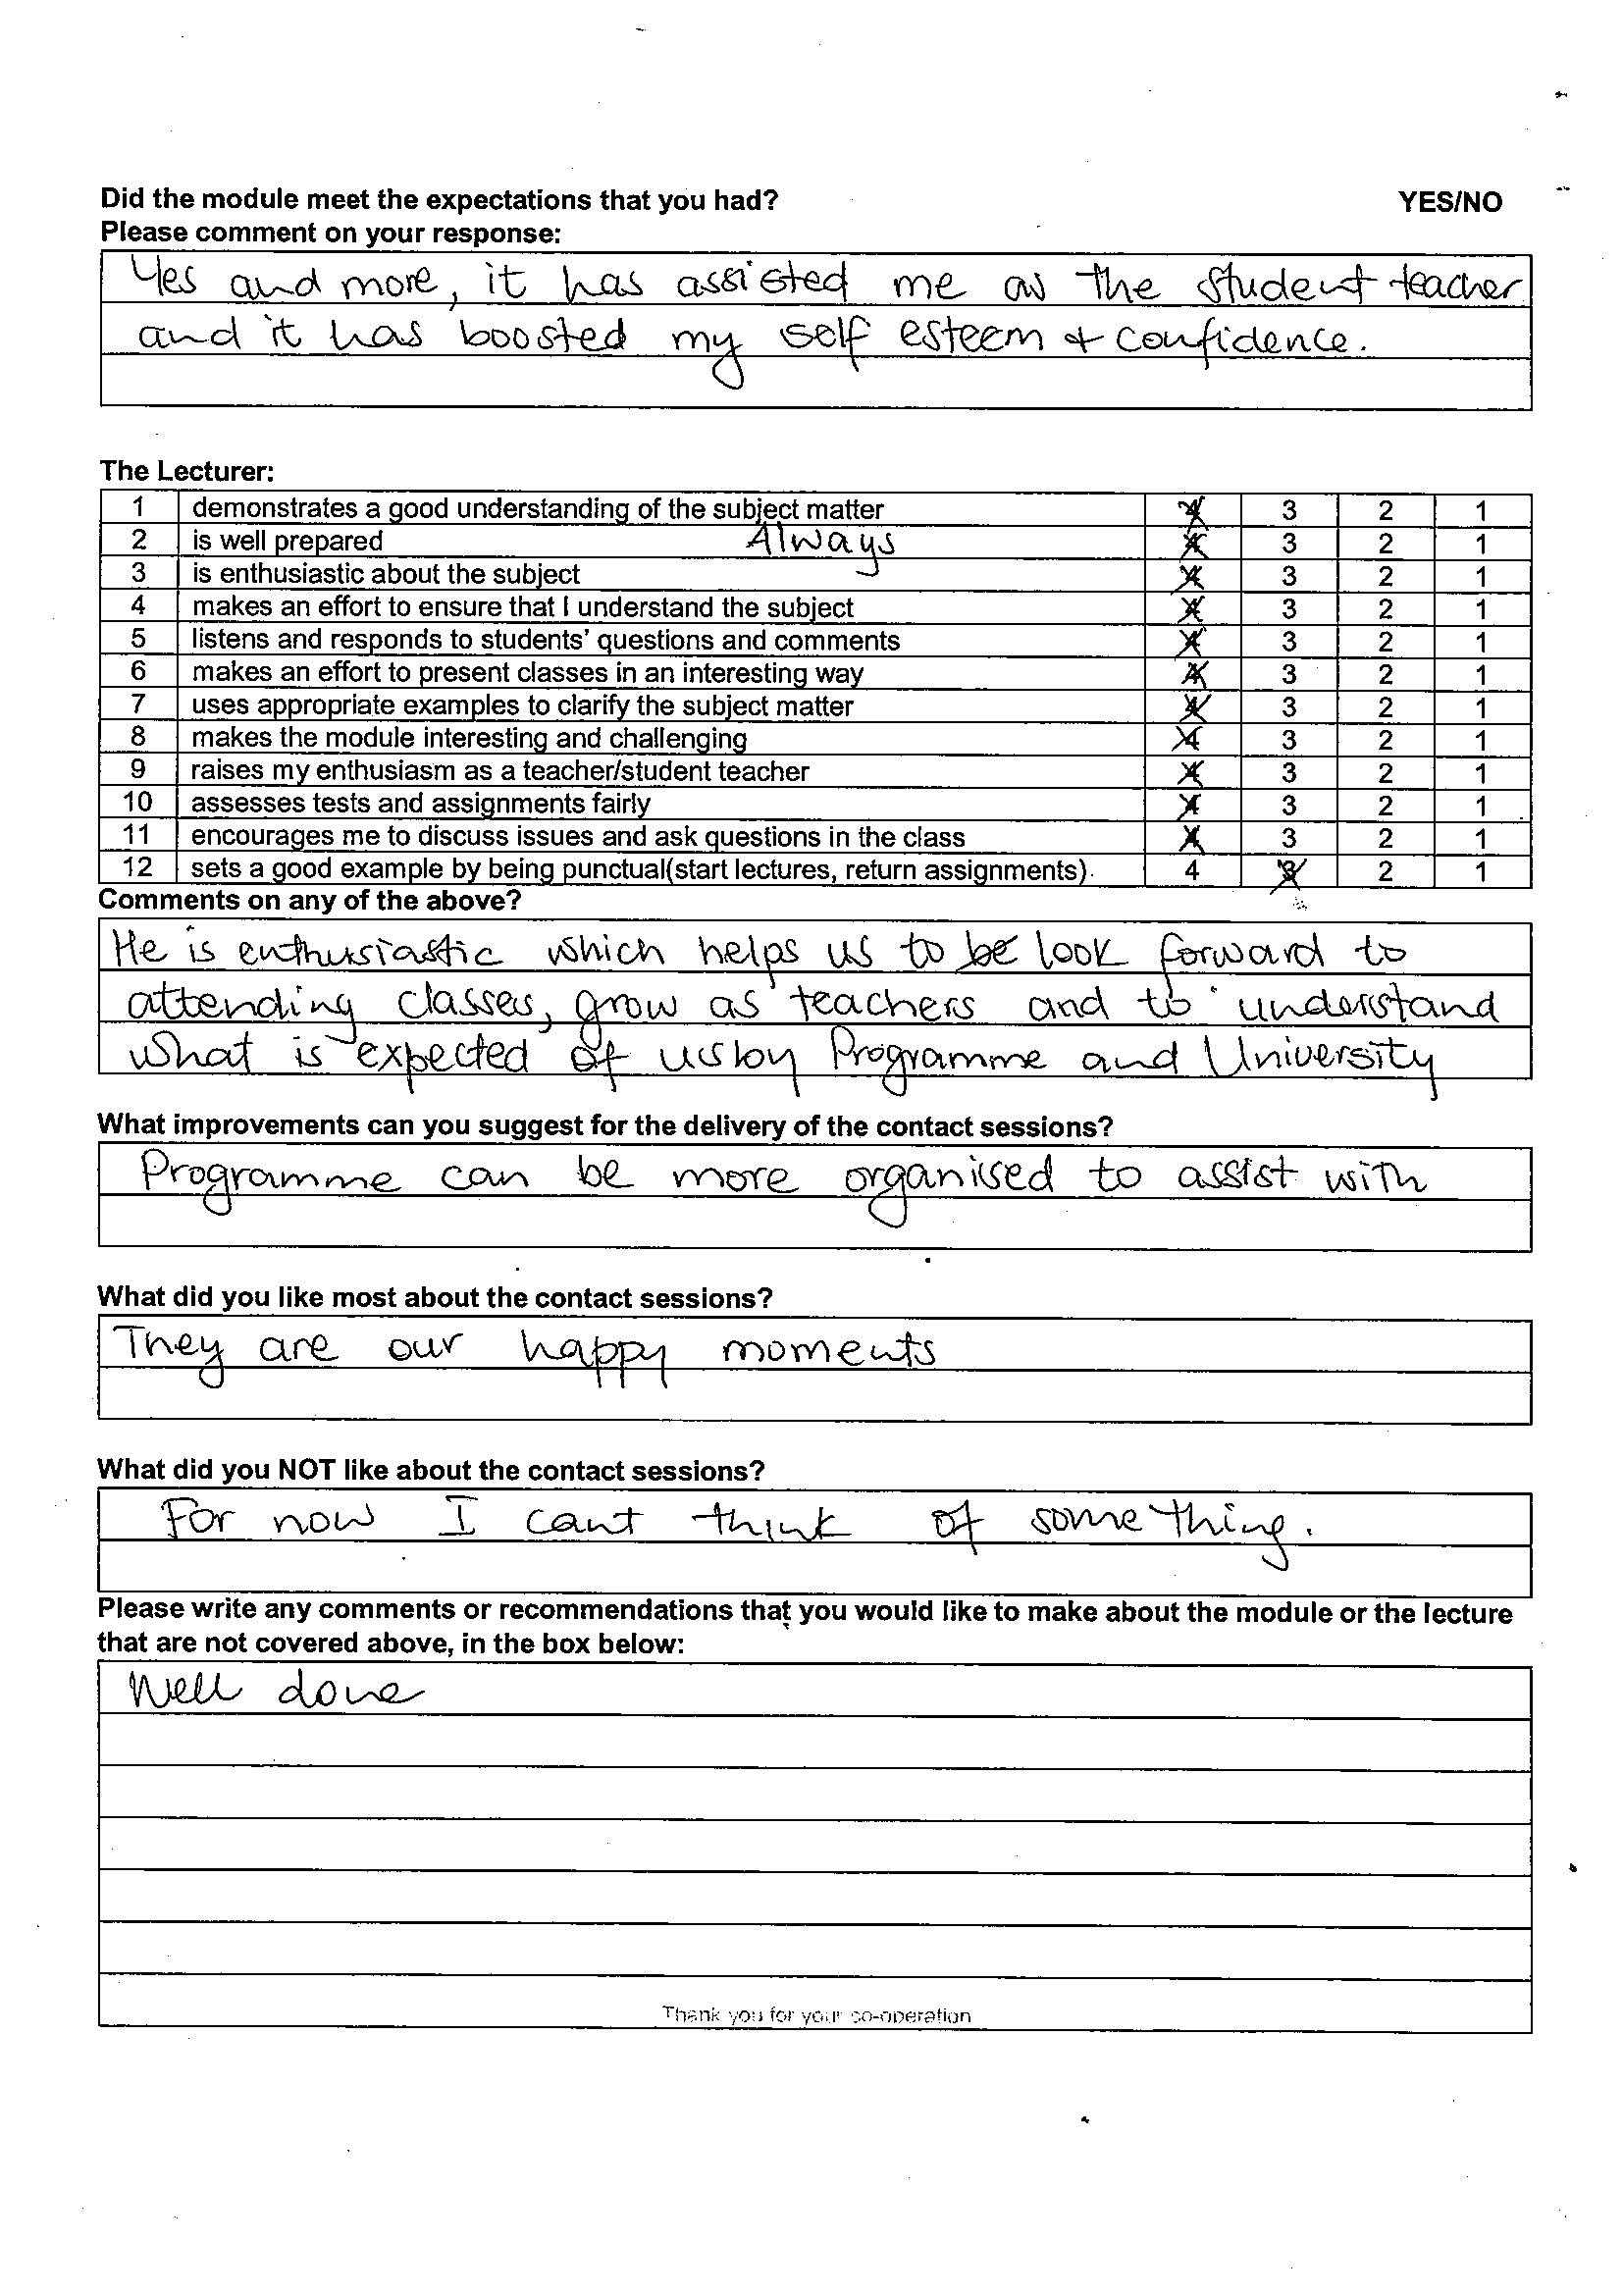 Did the module meet the expectations that you had? YES/NO
Please comment on your response:
Yes and more, it has assisted me as the student teacher
and it has boosted my self esteem & confidence.
The Lecturer:
1 demonstrates a good understanding of the subject matter 4 3 2 1
2 is well prepared Always 4 3 2 1
3 is enthusiastic about the subject 4 3 2 1
4 makes an effort to ensure that I understand the subject 4 3 2 1
5 listens and responds to students' questions and comments 4 3 2 1
6 makes an effort to present classes in an interesting way 4 3 2 1
7 uses appropriate examples to clarify the subject matter 4 3 2 1
8 makes the module interesting and challenging 4 3 2 1
9 raises my enthusiasm as a teacher/student teacher 4 3 2 1
10 assesses tests and assignments fairly 4 3 2 1
11 encourages me to discuss issues and ask questions in the class 4 3 2 1
12 sets a good example by being punctual(start lectures, return assignments). 4 3 2 1
Comments on any of the above?
He is enthusiastic which helps us to be look forward to
attending classes, grow as teachers and to understand
what is expected of us by Programme and University
What improvements can you suggest for the delivery of the contact sessions?
Programme can be more organised to assist with
What did you like most about the contact sessions?
They are our happy moments
What did you NOT like about the contact sessions?
For now I cant think of something.
Please write any comments or recommendations that you would like to make about the module or the lecture
that are not covered above, in the box below:
Well done
Thank you for your co-operation